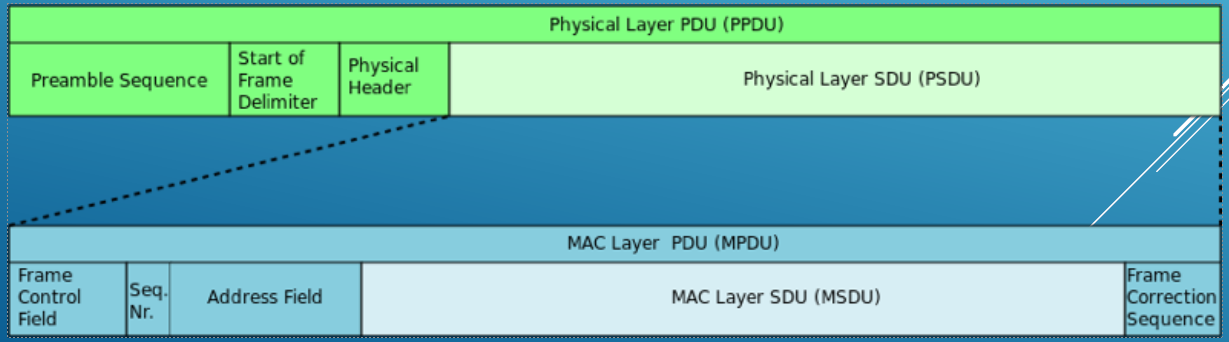 Physical Layer PDU (PPDU)
Preamble Sequence
Start of
Frame
Delimiter
Physical
Header
Physical Layer SDU (PSDU)
MAC Layer PDU (MPDU)
Frame
Control
Field
Seq.
Nr.
Address Field
MAC Layer SDU (MSDU)
Frame
Correction
Sequence